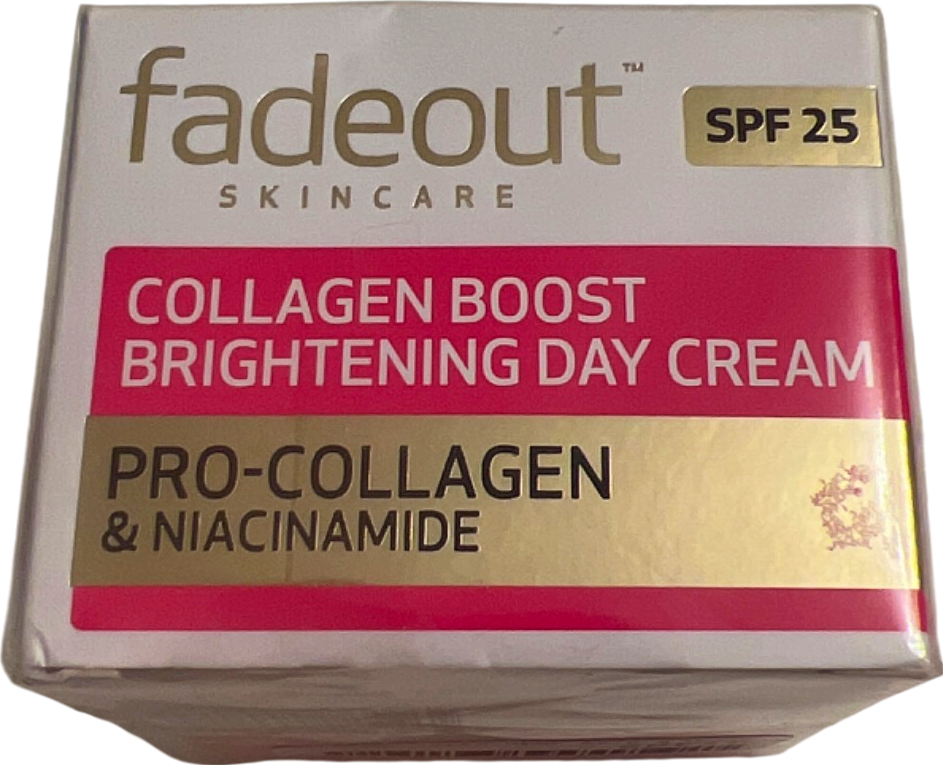 fadeout™
SPF 25
SKINCARE
COLLAGEN BOOST
BRIGHTENING DAY CREAM
PRO-COLLAGEN
& NIACINAMIDE